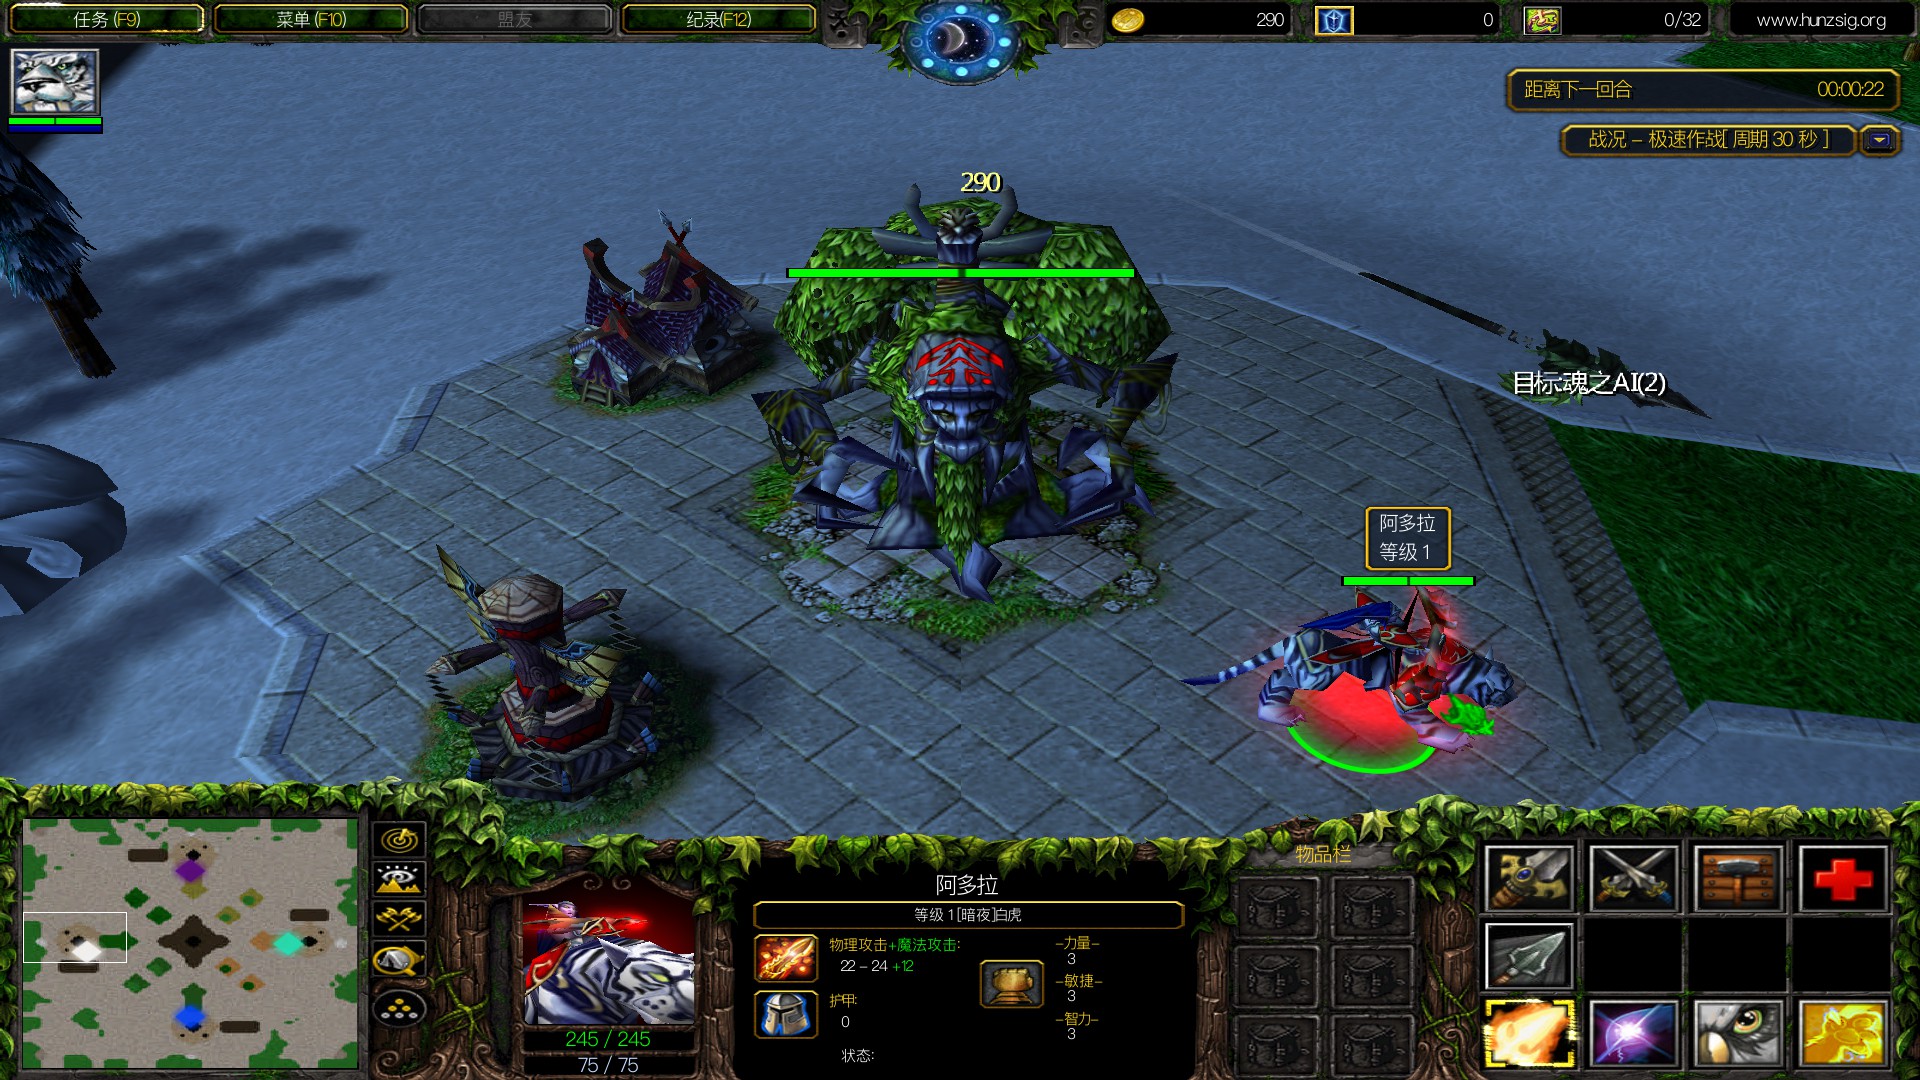 任务 (F9)
菜单 (F10)
盟友
纪录(F12)
290
0
0/32
www.hunzsig.org
距离下一回合
00:00:22
战况 – 极速作战[ 周期 30 秒 ]
290
目标:魂之AI(2)
阿多拉
等级 1
物品栏
阿多拉
等级 1 [暗夜]白虎
物理攻击+魔法攻击:
22 – 24 +12
护甲:
0
状态:
–力量–
3
–敏捷–
3
–智力–
3
245 / 245
75 / 75